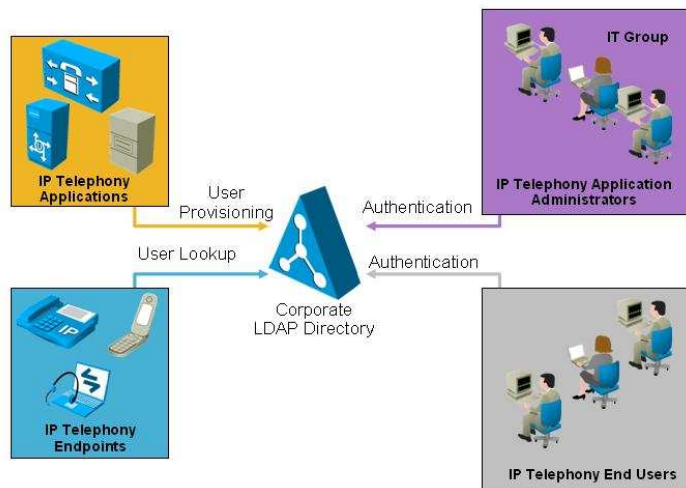 IT Group
IP Telephony
Applications
IP Telephony Application
Administrators
User
Provisioning
Authentication
User Lookup
Authentication
Corporate
LDAP Directory
IP
IP Telephony
Endpoints
IP Telephony End Users